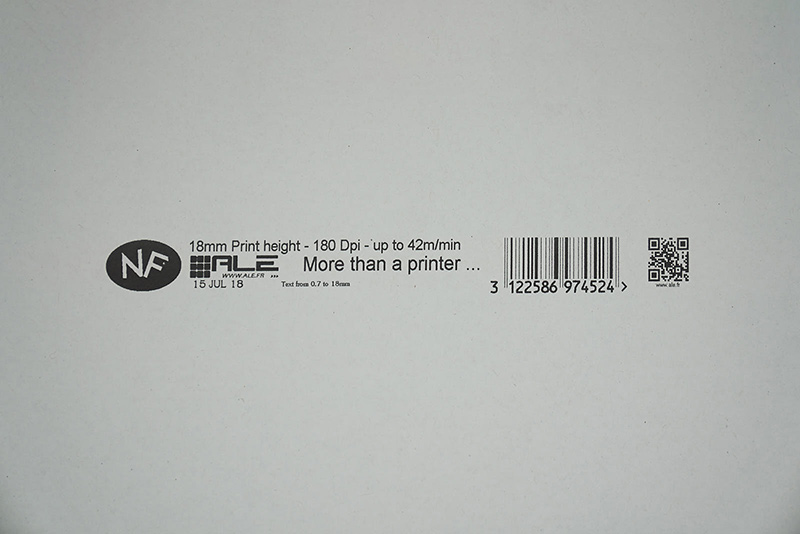 NF
18mm Print height - 180 Dpi - up to 42m/min
ALE
More than a printer ...
WWW.ALE.FR
15 JUL 18
Text from 0.7 to 18mm
3 122586 974524 >
www.ale.fr